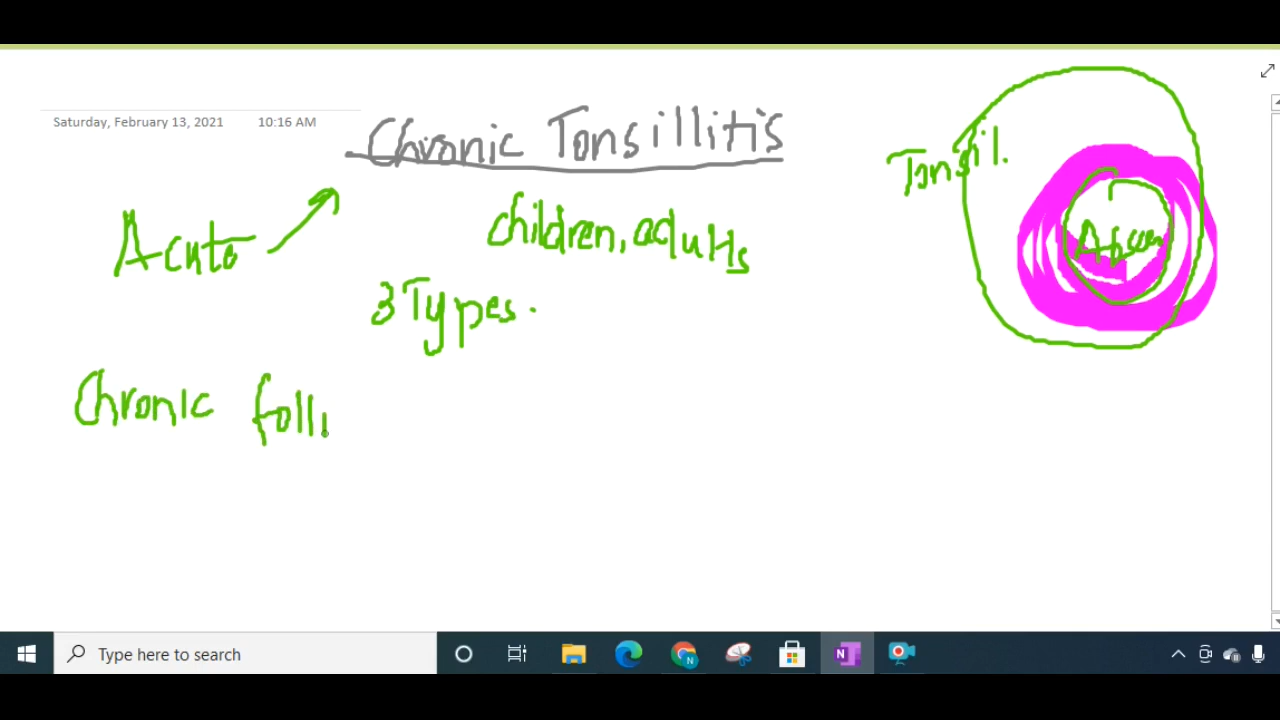 Saturday, February 13, 2021 10:16 AM
Chronic Tonsillitis
Tonsil.
Acute
children, adults
3 Types.
Chronic foll
Type here to search